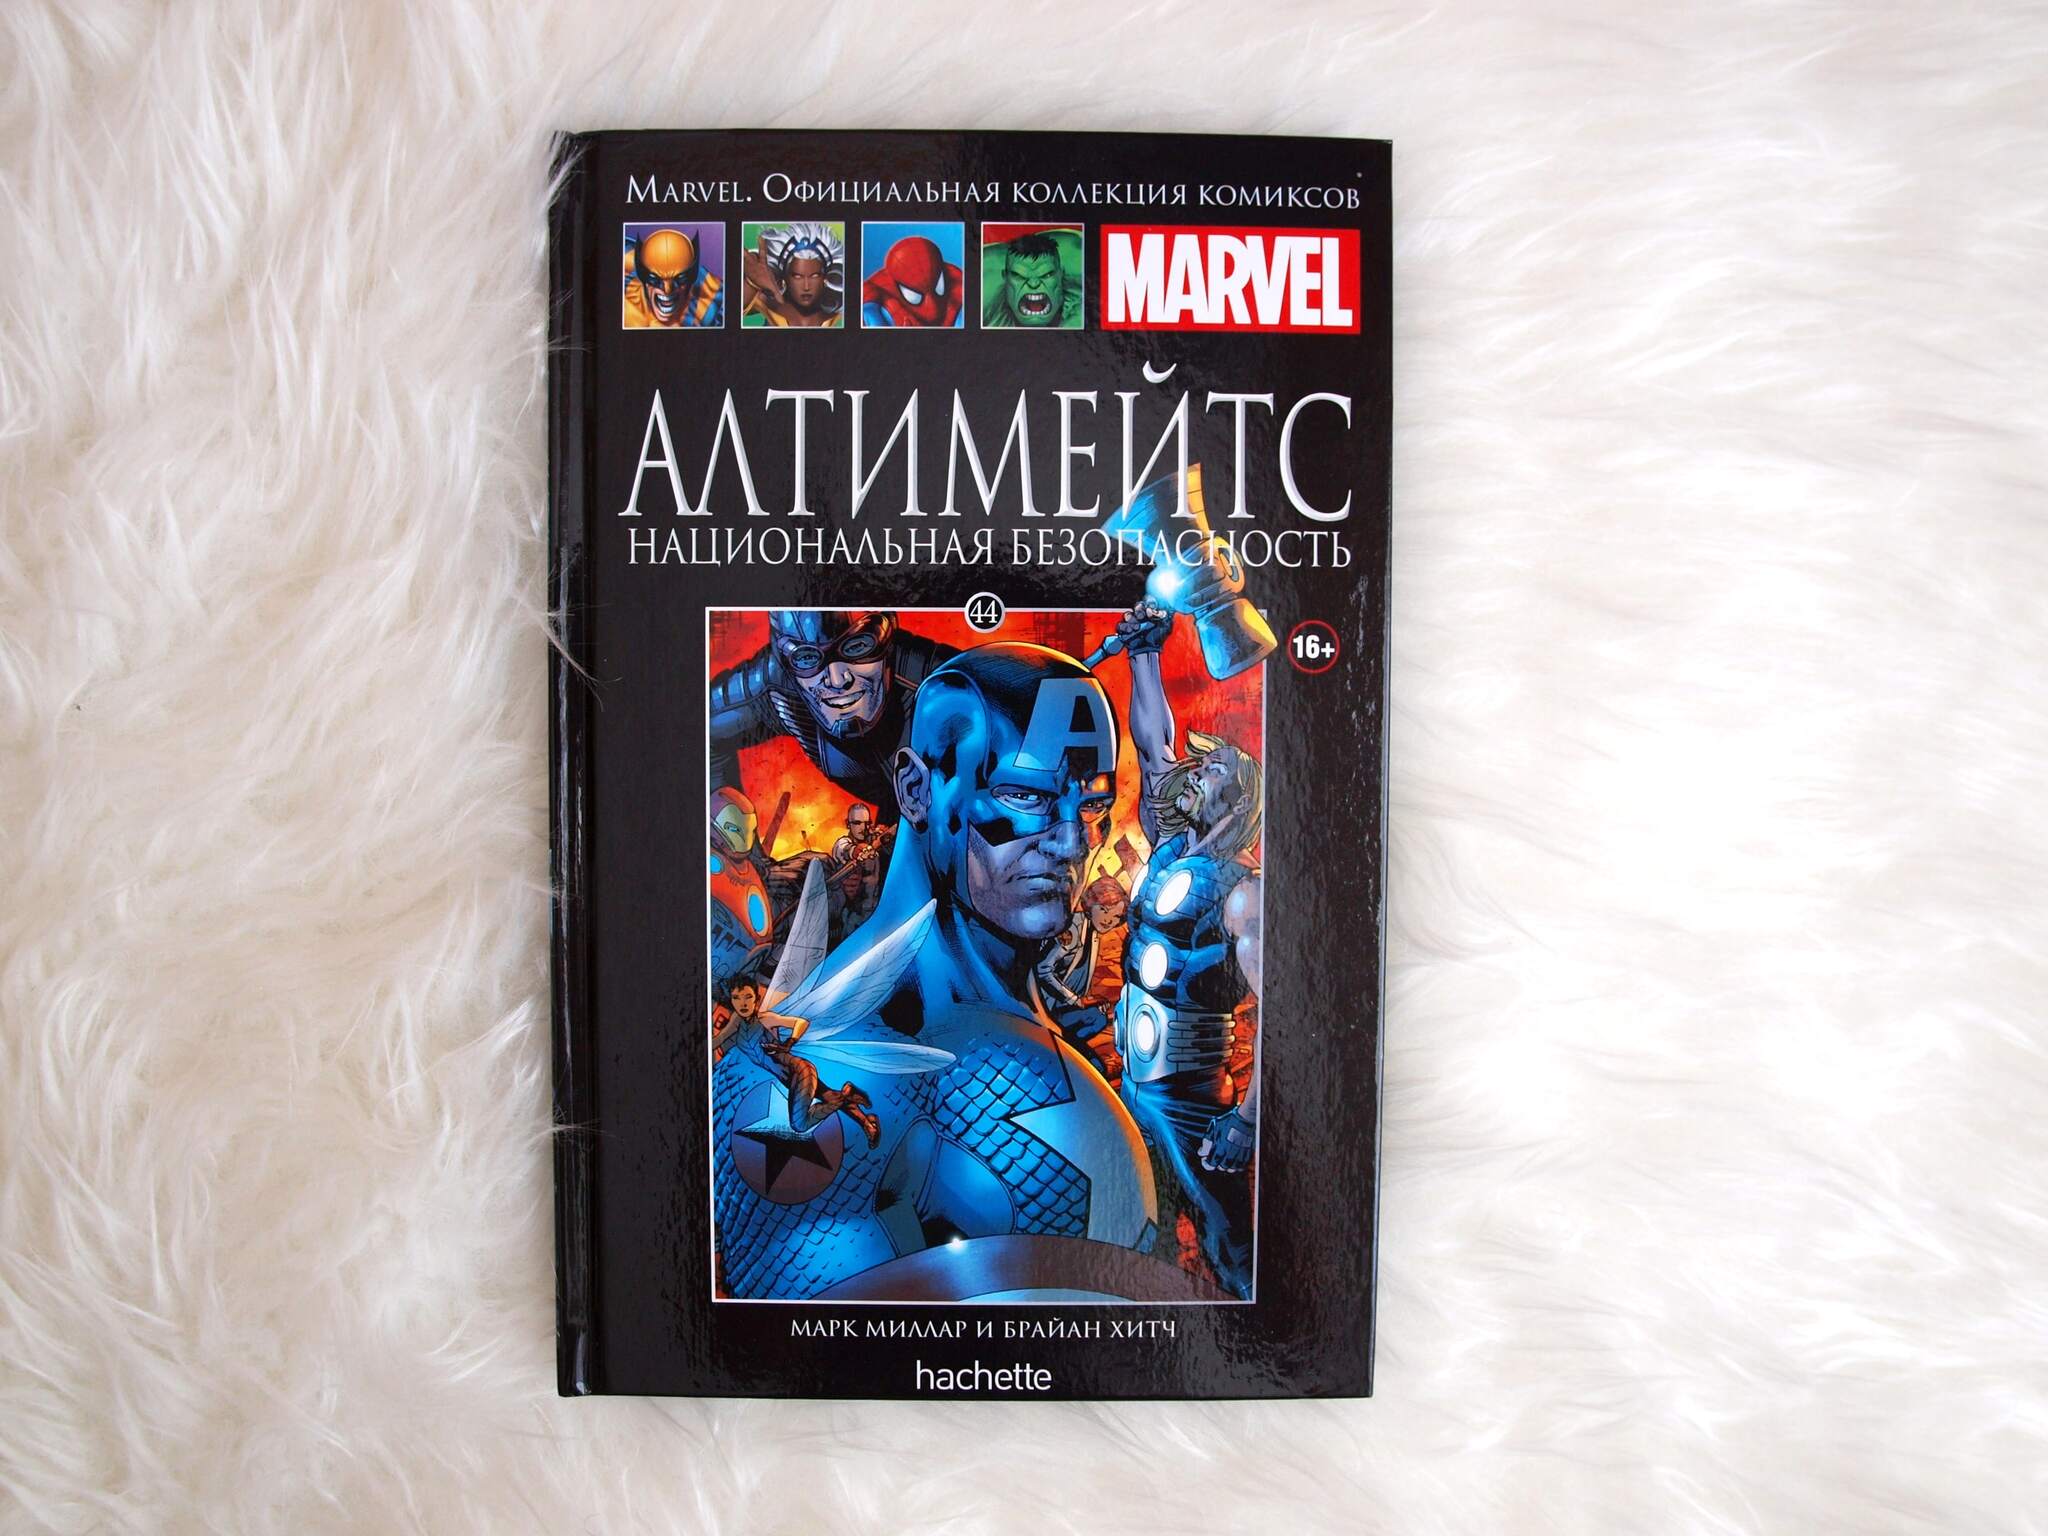 Marvel. Официальная коллекция комиксов
MARVEL
АЛТИМЕЙТС
НАЦИОНАЛЬНАЯ БЕЗОПАСНОСТЬ
44
16+
A
МАРК МИЛЛАР И БРАЙАН ХИТЧ
hachette